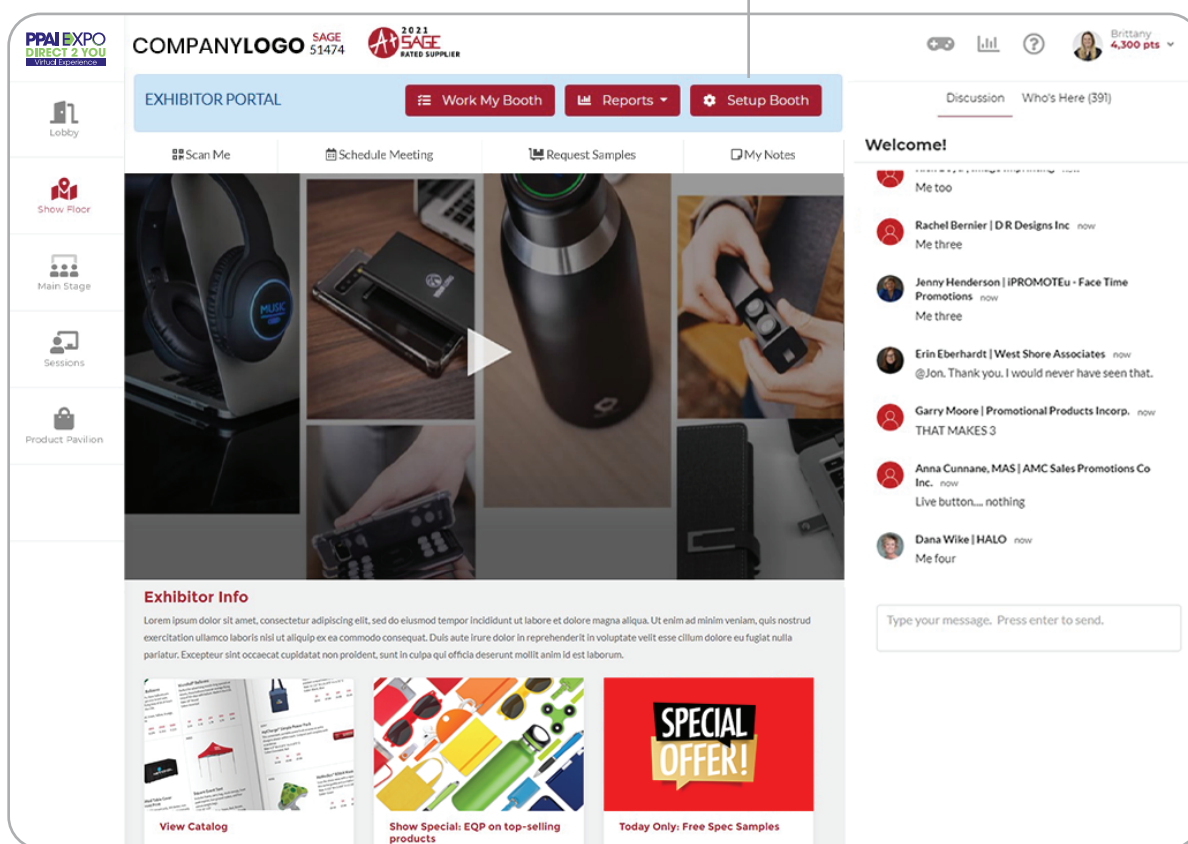 PPAI EXPO
DIRECT 2 YOU
Virtual Experience
COMPANYLOGO
SAGE
51474
A+
2021
SAGE
RATED SUPPLIER
Brittany
4,300 pts
Lobby
Show Floor
Main Stage
Sessions
Product Pavilion
EXHIBITOR PORTAL
Work My Booth
Reports
Setup Booth
Scan Me
Schedule Meeting
Request Samples
My Notes
MUSIC
Exhibitor Info
Lorem ipsum dolor sit amet, consectetur adipiscing elit, sed do eiusmod tempor incididunt ut labore et dolore magna aliqua. Ut enim ad minim veniam, quis nostrud
exercitation ullamco laboris nisi ut aliquip ex ea commodo consequat. Duis aute irure dolor in reprehenderit in voluptate velit esse cillum dolore eu fugiat nulla
pariatur. Excepteur sint occaecat cupidatat non proident, sunt in culpa qui officia deserunt mollit anim id est laborum.
View Catalog
Show Special: EQP on top-selling
products
SPECIAL
OFFER!
Today Only: Free Spec Samples
Discussion
Who's Here (391)
Welcome!
Me too
Rachel Bernier | D R Designs Inc now
Me three
Jenny Henderson | iPROMOTEu - Face Time
Promotions now
Me three
Erin Eberhardt | West Shore Associates now
@Jon. Thank you. I would never have seen that.
Garry Moore | Promotional Products Incorp. now
THAT MAKES 3
Anna Cunnane, MAS | AMC Sales Promotions Co
Inc. now
Live button.... nothing
Dana Wike | HALO now
Me four
Type your message. Press enter to send.